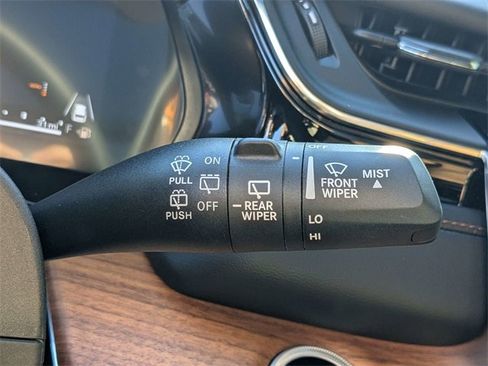 PULL
PUSH
ON
OFF
REAR
WIPER
OFF
FRONT
WIPER
MIST
LO
HI
F